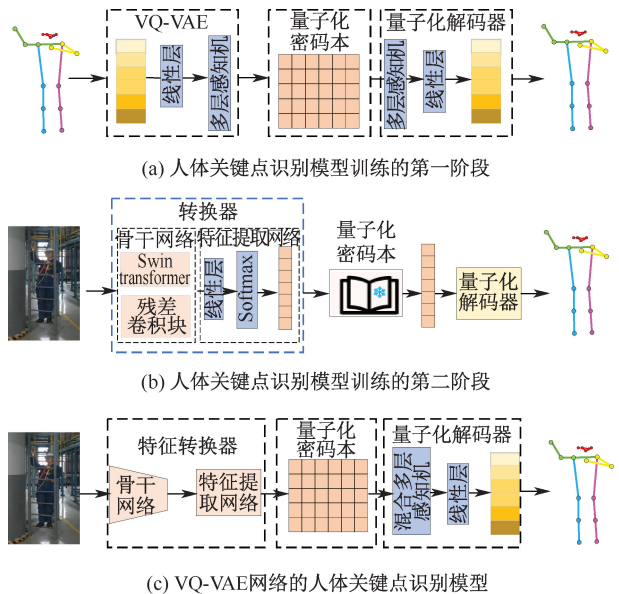 VQ-VAE
线性层
多层感知机
量子化
密码本
量子化解码器
多层感知机
线性层
(a) 人体关键点识别模型训练的第一阶段
转换器
骨干网络
Swin
transformer
残差
卷积块
特征提取网络
线性层
Softmax
量子化
密码本
量子化
解码器
(b) 人体关键点识别模型训练的第二阶段
特征转换器
骨干
网络
特征提
取网络
量子化
密码本
量子化解码器
混合多层
感知机
线性层
(c) VQ-VAE网络的人体关键点识别模型